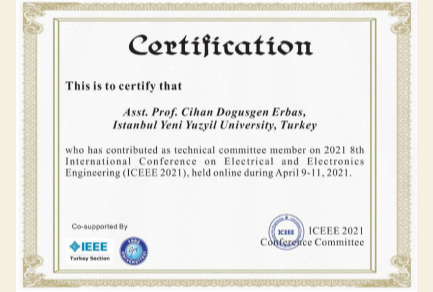 Certification
This is to certify that
Asst. Prof. Cihan Dogusgen Erbas,
Istanbul Yeni Yuzyil University, Turkey
who has contributed as technical committee member on 2021 8th
International Conference on Electrical and Electronics
Engineering (ICEEE 2021), held online during April 9-11, 2021.
Co-supported By
IEEE
Turkey Section
ICEEE
ICEEE 2021
Conference Committee